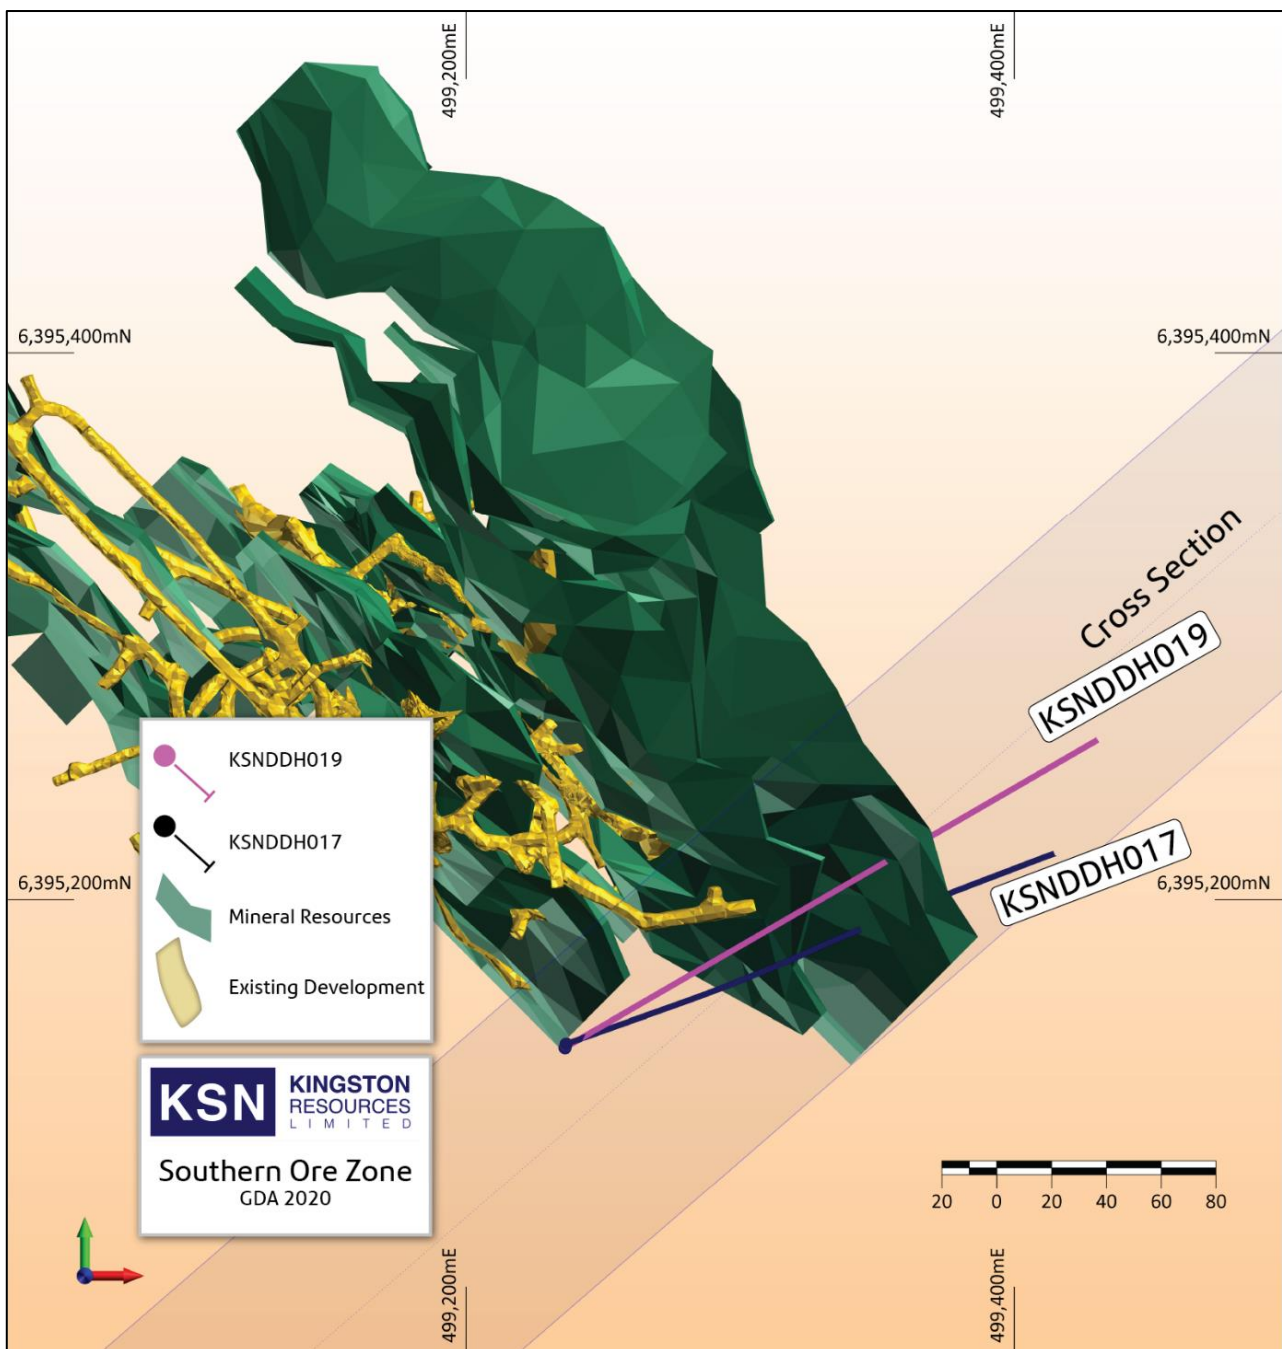 499,200mE
499,400mE
6,395,400mN
6,395,400mN
Cross Section
KSNDDH019
KSNDDH017
6,395,200mN
6,395,200mN
KSNDDH019
KSNDDH017
Mineral Resources
Existing Development
KSN
KINGSTON
RESOURCES
LIMITED
Southern Ore Zone
GDA 2020
20 0 20 40 60 80
499,200mE
499,400mE